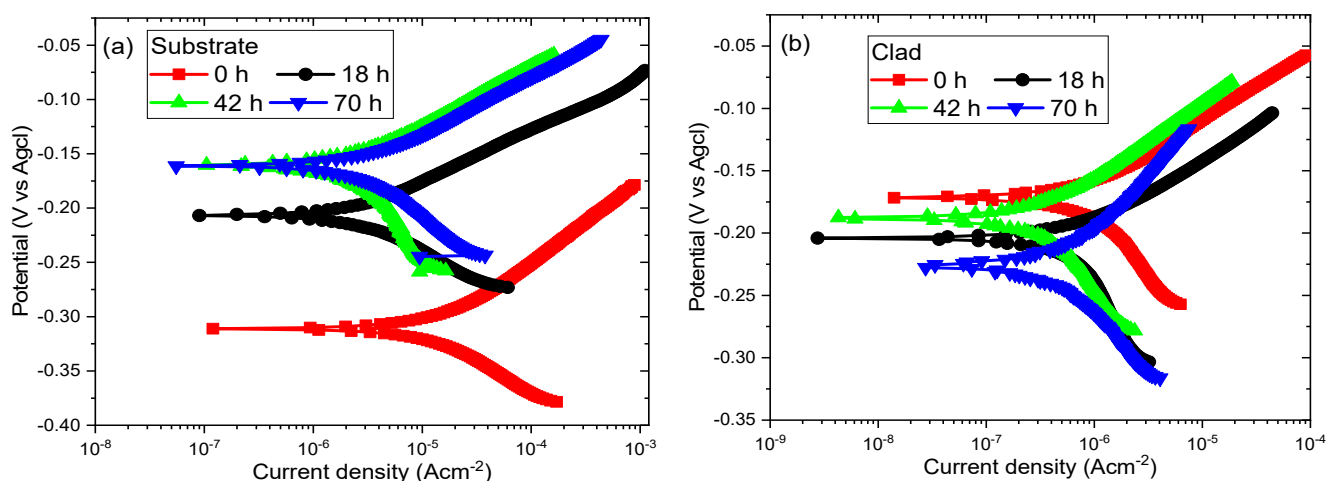 (a)
Substrate
0 h 18 h
42 h 70 h
Potential (V vs Agcl)
-0.05
-0.10
-0.15
-0.20
-0.25
-0.30
-0.35
-0.40
10-8 10-7 10-6 10-5 10-4 10-3
Current density (Acm-2)
(b)
Clad
0 h 18 h
42 h 70 h
Potential (V vs Agcl)
-0.05
-0.10
-0.15
-0.20
-0.25
-0.30
-0.35
10-9 10-8 10-7 10-6 10-5 10-4
Current density (Acm-2)